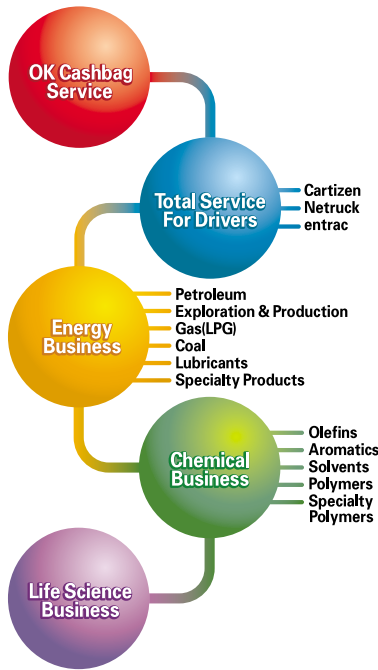 OK Cashbag
Service
Total Service
For Drivers
Cartizen
Netruck
entrac
Energy
Business
Petroleum
Exploration & Production
Gas(LPG)
Coal
Lubricants
Specialty Products
Chemical
Business
Olefins
Aromatics
Solvents
Polymers
Specialty
Polymers
Life Science
Business